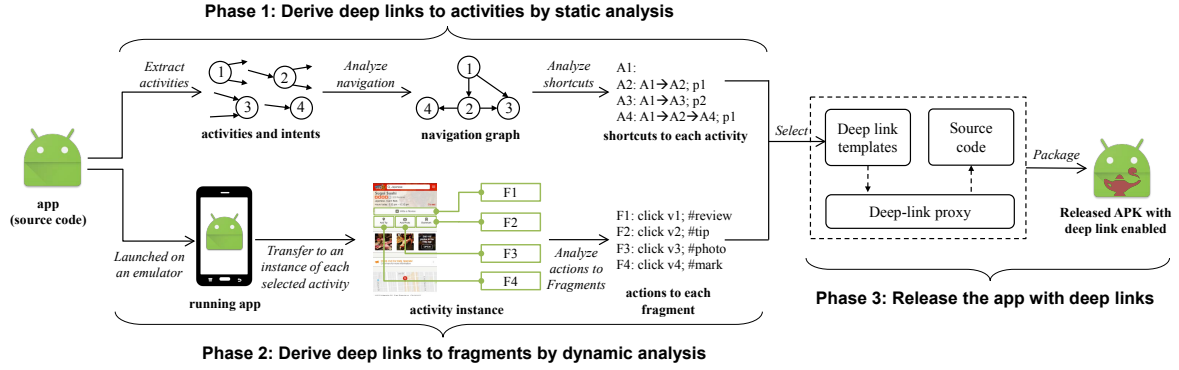 Phase 1: Derive deep links to activities by static analysis
Extract
activities
1
2
3
4
activities and intents
Analyze
navigation
1
4
2
3
navigation graph
Analyze
shortcuts
A1:
A2: A1→A2; p1
A3: A1→A3; p2
A4: A1→A2→A4; p1
shortcuts to each activity
app
(source code)
Launched on
an emulator
running app
Transfer to an
instance of each
selected activity
F1
F2
F3
F4
activity instance
Analyze
actions to
Fragments
F1: click v1; #review
F2: click v2; #tip
F3: click v3; #photo
F4: click v4; #mark
actions to each
fragment
Phase 2: Derive deep links to fragments by dynamic analysis
Select
Deep link
templates
Source
code
Deep-link proxy
Package
Released APK with
deep link enabled
Phase 3: Release the app with deep links